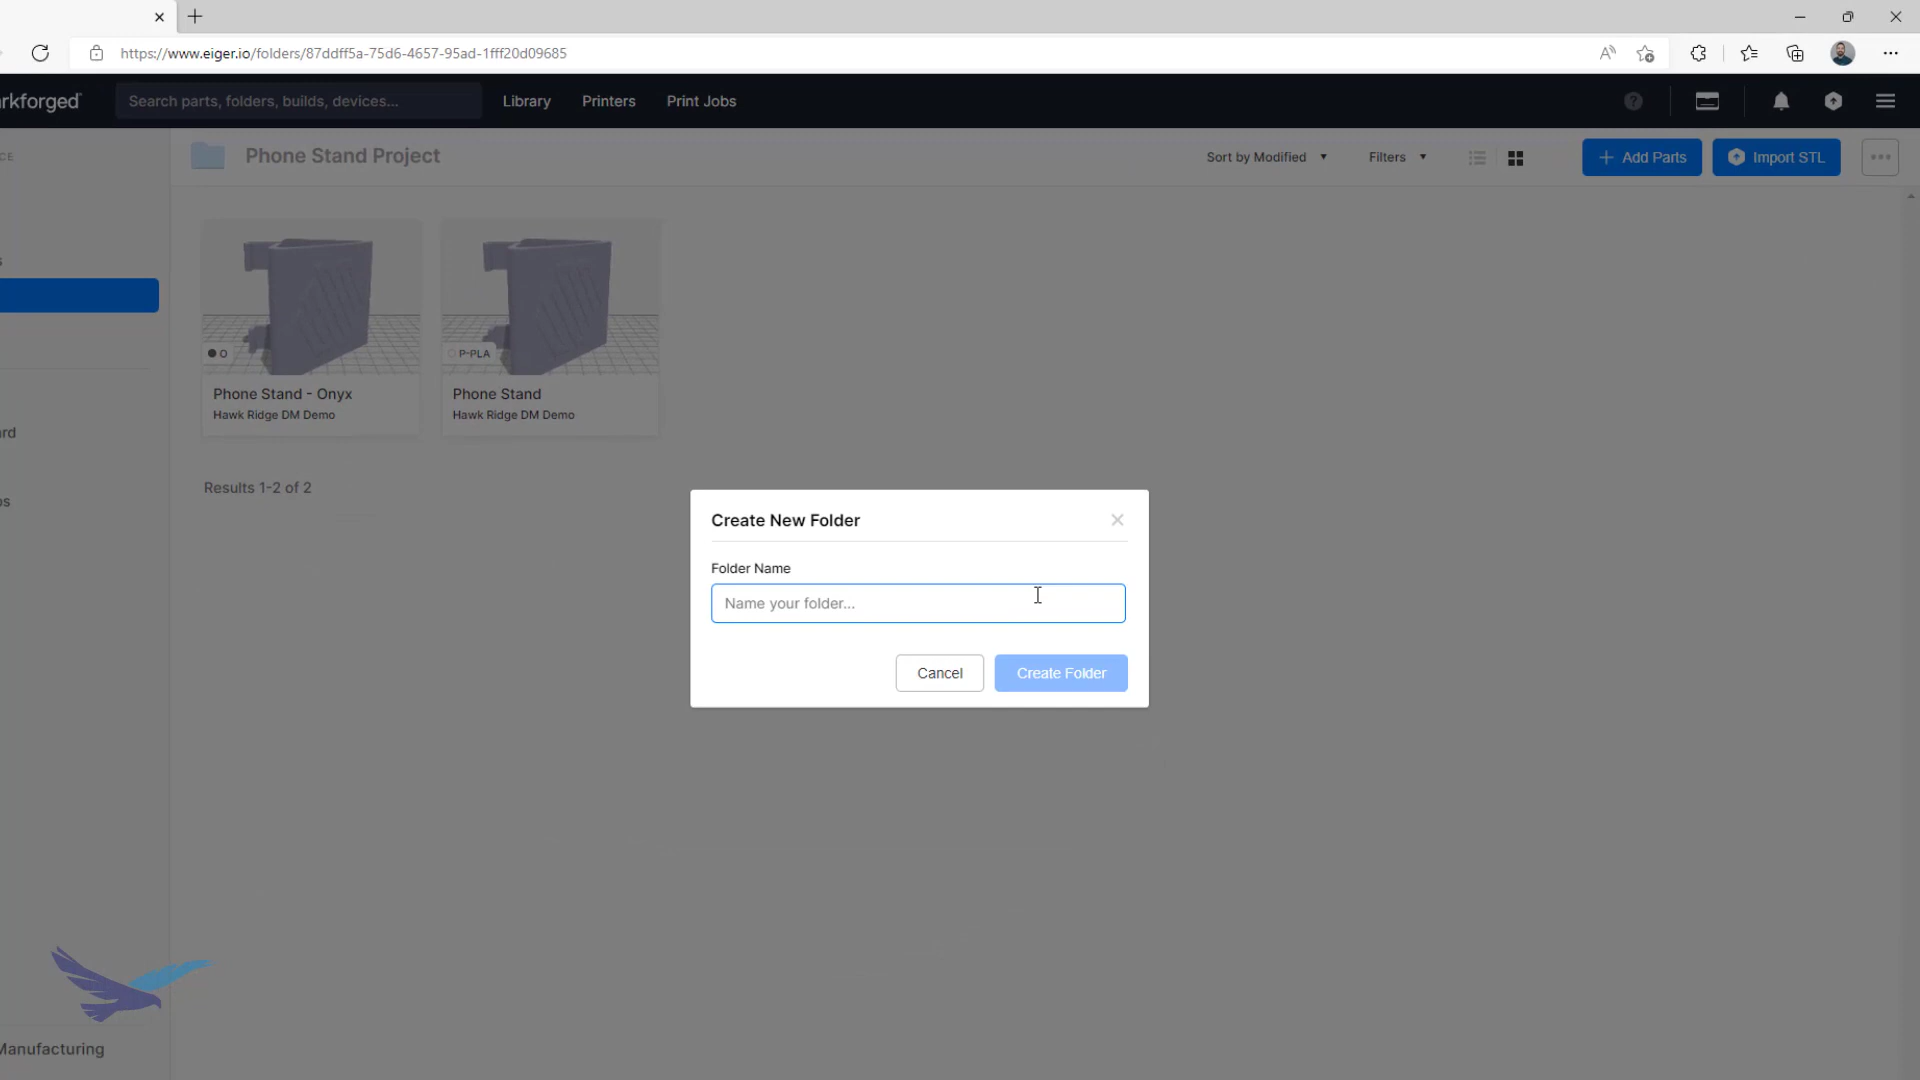 https://www.eiger.io/folders/87ddff5a-75d6-4657-95ad-1fff20d09685
rkforged
Search parts, folders, builds, devices...
Library
Printers
Print Jobs
CE
Phone Stand Project
Sort by Modified
Filters
Add Parts
Import STL
s
O
P-PLA
Phone Stand - Onyx
Hawk Ridge DM Demo
Phone Stand
Hawk Ridge DM Demo
rd
Results 1-2 of 2
os
Create New Folder
Folder Name
Name your folder...
Cancel
Create Folder
Manufacturing